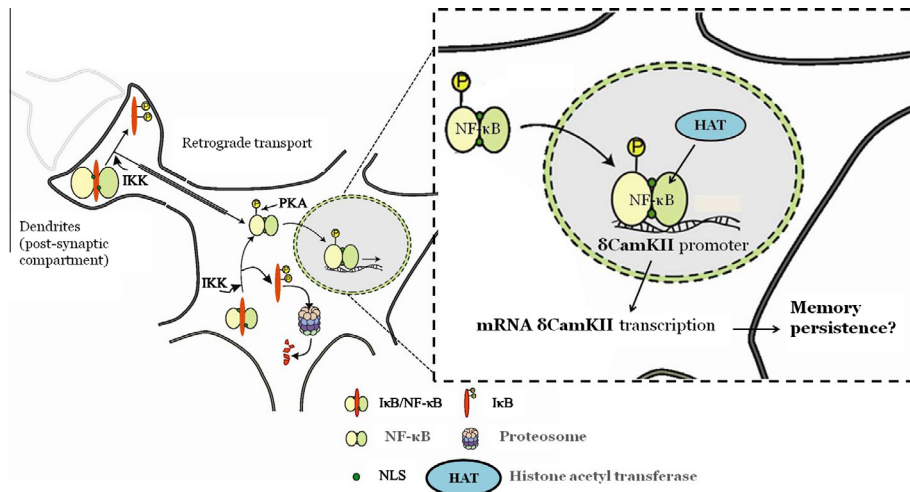 Retrograde transport
P
P
IKK
Dendrites
(post-synaptic
compartment)
P
PKA
P
IKK
P
P
P
NF-κB
HAT
P
NF-κB
δCamKII promoter
mRNA δCamKII transcription
Memory
persistence?
IκB/NF-κB
P
P
IκB
NF-κB
Proteosome
NLS
HAT
Histone acetyl transferase